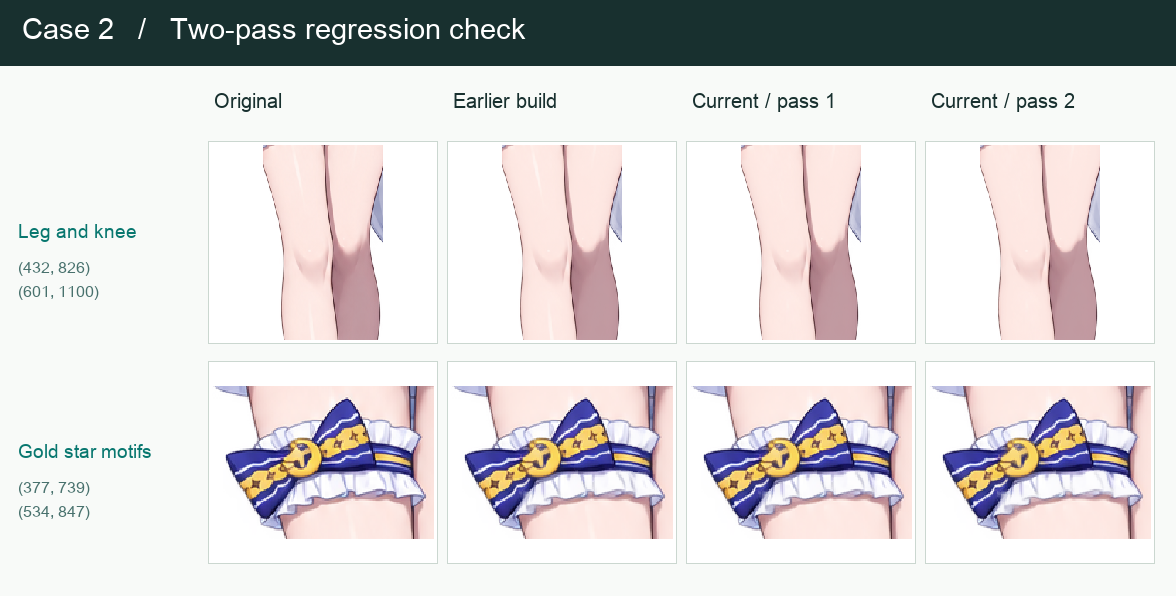 Case 2 / Two-pass regression check
Original
Earlier build
Current / pass 1
Current / pass 2
Leg and knee
(432, 826)
(601, 1100)
Gold star motifs
(377, 739)
(534, 847)